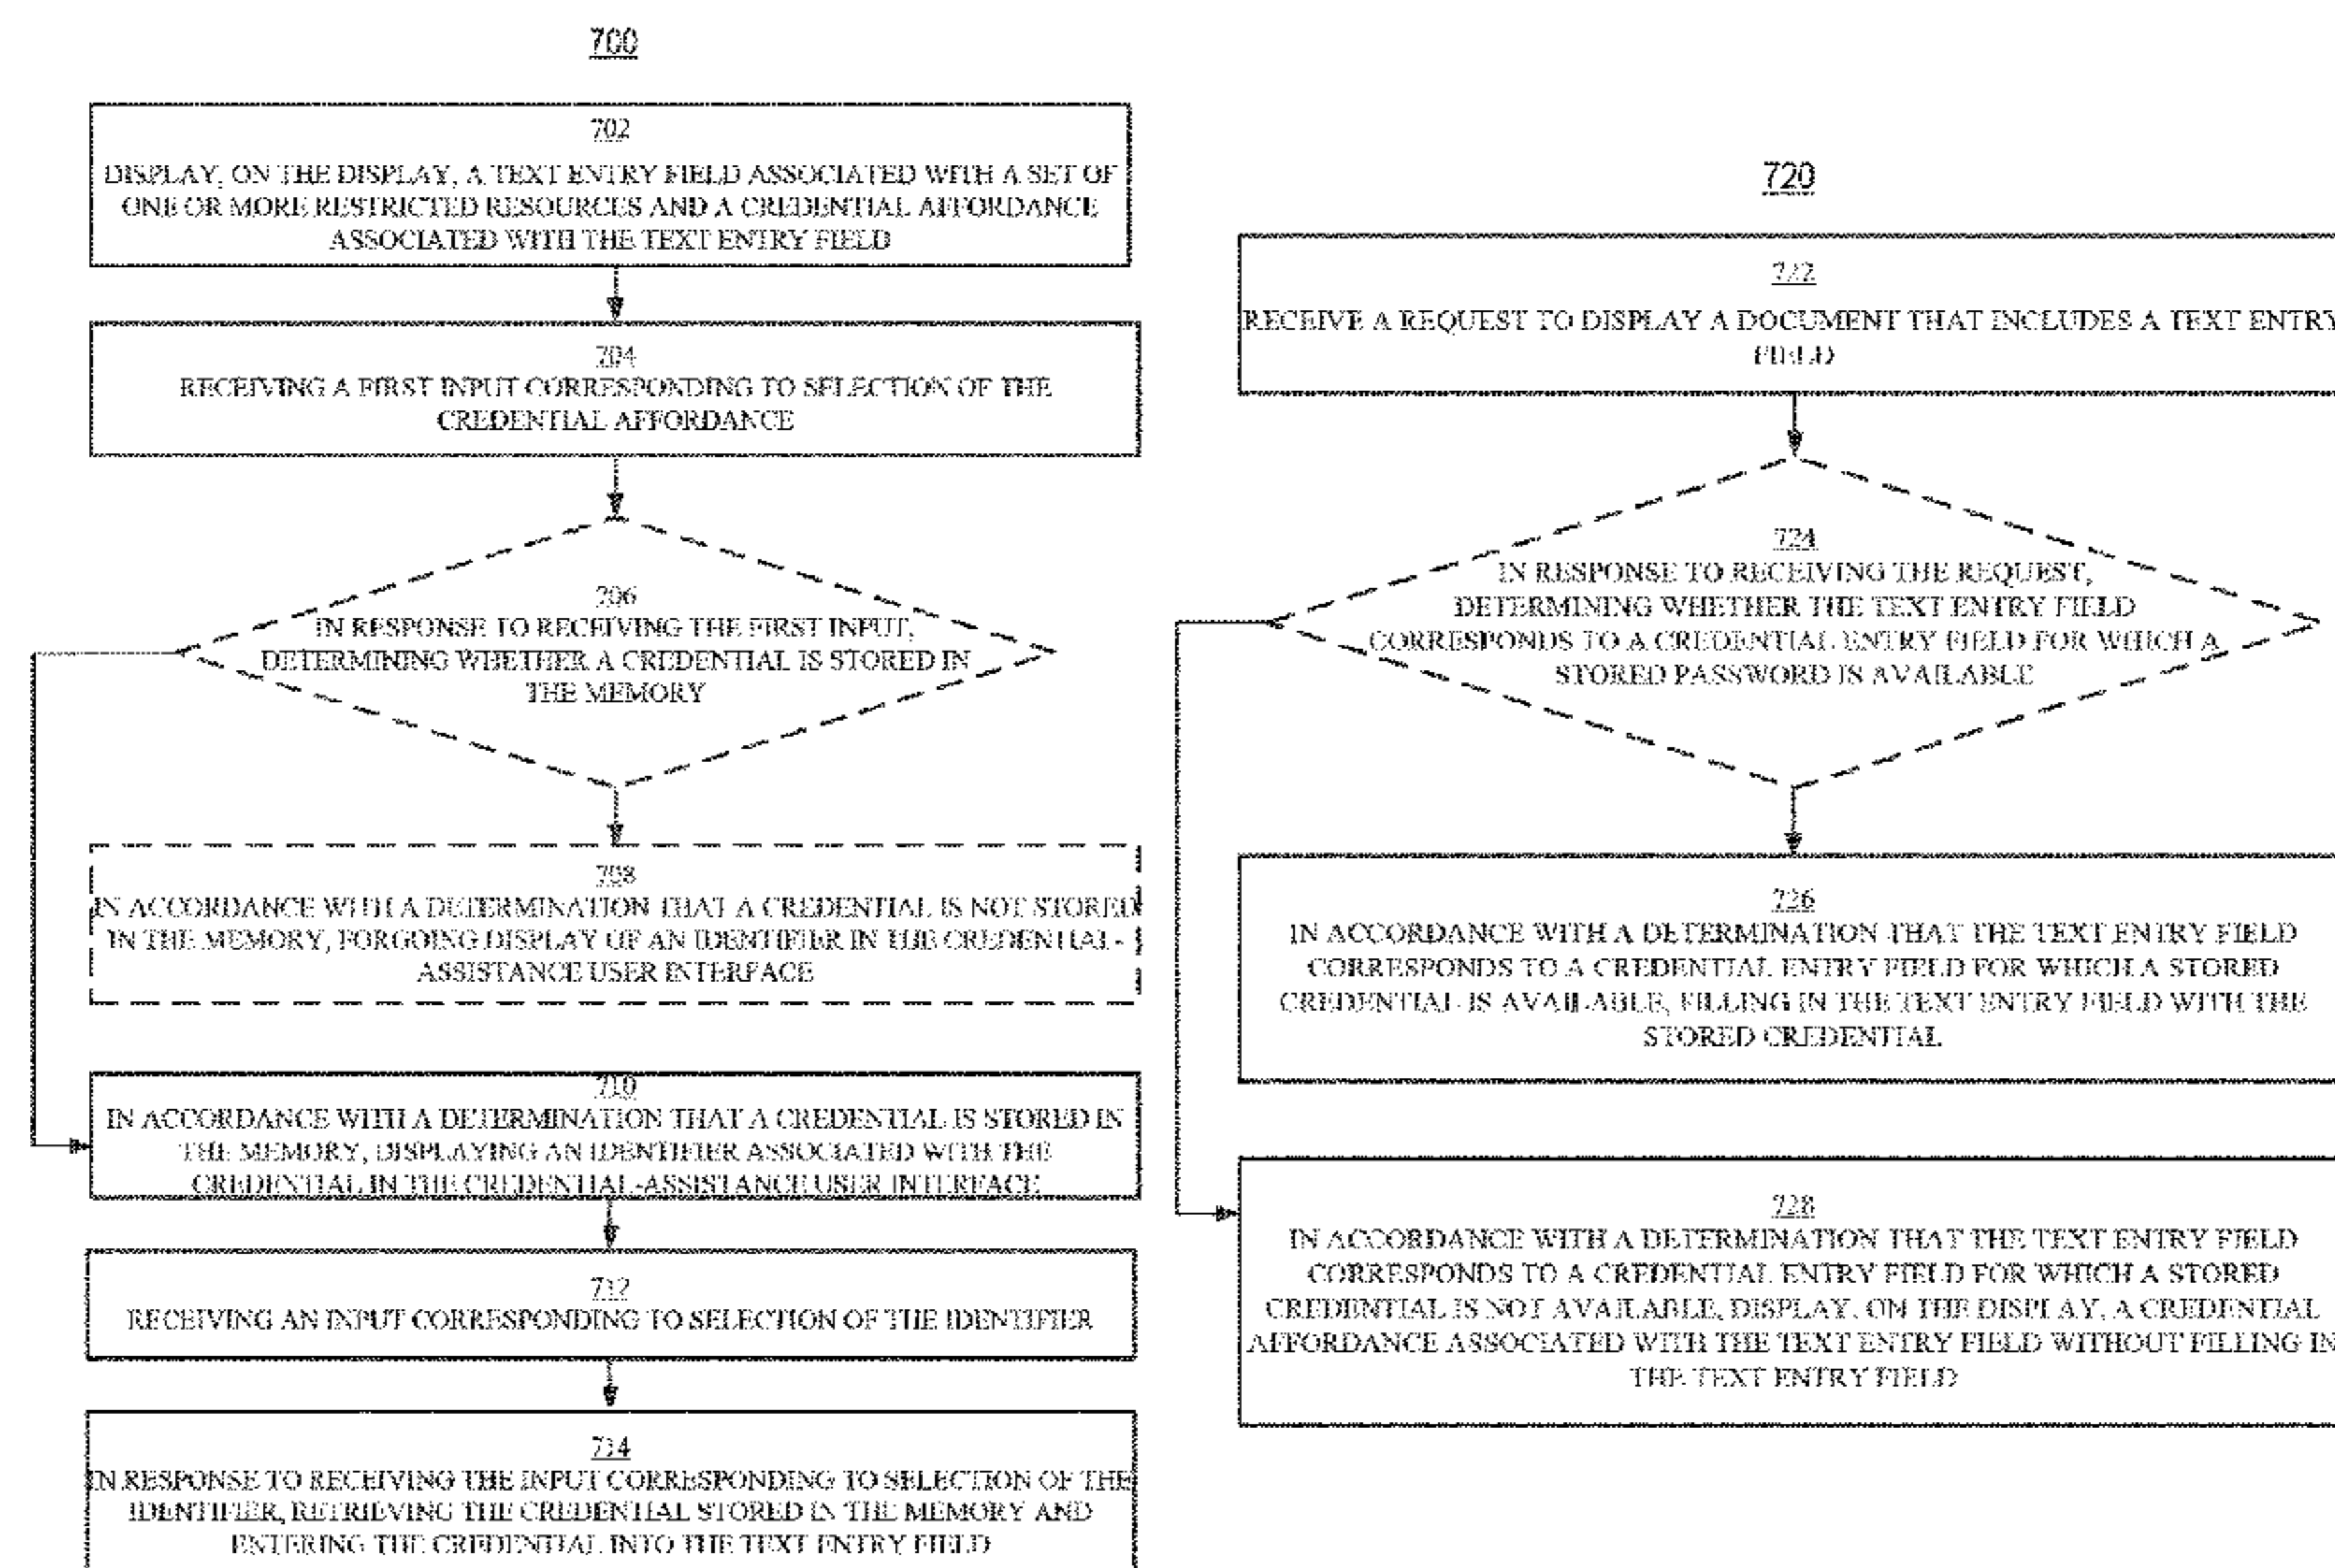 700
702
DISPLAY, ON THE DISPLAY, A TEXT ENTRY FIELD ASSOCIATED WITH A SET OF
ONE OR MORE RESTRICTED RESOURCES AND A CREDENTIAL AFFORDANCE
ASSOCIATED WITH THE TEXT ENTRY FIELD
704
RECEIVING A FIRST INPUT CORRESPONDING TO SELECTION OF THE
CREDENTIAL AFFORDANCE
706
IN RESPONSE TO RECEIVING THE FIRST INPUT,
DETERMINING WHETHER A CREDENTIAL IS STORED IN
THE MEMORY
708
IN ACCORDANCE WITH A DETERMINATION THAT A CREDENTIAL IS NOT STORED
IN THE MEMORY, FORGOING DISPLAY OF AN IDENTIFIER IN THE CREDENTIAL-
ASSISTANCE USER INTERFACE
710
IN ACCORDANCE WITH A DETERMINATION THAT A CREDENTIAL IS STORED IN
THE MEMORY, DISPLAYING AN IDENTIFIER ASSOCIATED WITH THE
CREDENTIAL IN THE CREDENTIAL-ASSISTANCE USER INTERFACE
712
RECEIVING AN INPUT CORRESPONDING TO SELECTION OF THE IDENTIFIER
714
IN RESPONSE TO RECEIVING THE INPUT CORRESPONDING TO SELECTION OF THE
IDENTIFIER, RETRIEVING THE CREDENTIAL STORED IN THE MEMORY AND
ENTERING THE CREDENTIAL INTO THE TEXT ENTRY FIELD
720
722
RECEIVE A REQUEST TO DISPLAY A DOCUMENT THAT INCLUDES A TEXT ENTRY
FIELD
724
IN RESPONSE TO RECEIVING THE REQUEST,
DETERMINING WHETHER THE TEXT ENTRY FIELD
CORRESPONDS TO A CREDENTIAL ENTRY FIELD FOR WHICH A
STORED PASSWORD IS AVAILABLE
726
IN ACCORDANCE WITH A DETERMINATION THAT THE TEXT ENTRY FIELD
CORRESPONDS TO A CREDENTIAL ENTRY FIELD FOR WHICH A STORED
CREDENTIAL IS AVAILABLE, FILLING IN THE TEXT ENTRY FIELD WITH THE
STORED CREDENTIAL
728
IN ACCORDANCE WITH A DETERMINATION THAT THE TEXT ENTRY FIELD
CORRESPONDS TO A CREDENTIAL ENTRY FIELD FOR WHICH A STORED
CREDENTIAL IS NOT AVAILABLE, DISPLAY, ON THE DISPLAY, A CREDENTIAL
AFFORDANCE ASSOCIATED WITH THE TEXT ENTRY FIELD WITHOUT FILLING IN
THE TEXT ENTRY FIELD